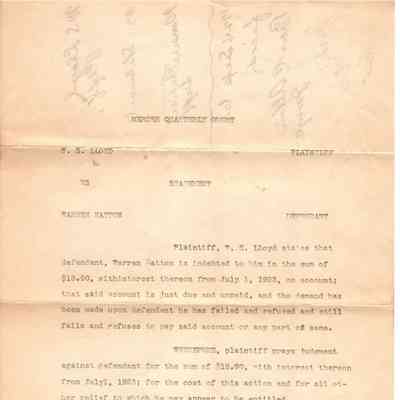 QUARTERLY COURT
LLOYD PLAINTIFF
VS STATEMENT
WARREN HATTON DEFENDANT
Plaintiff, Lloyd states that
defendant, Warren Hatton is indebted to him in the sum of
$18.90, withinterest thereon from July 1, 1923, on account;
that said account is just due and unpaid, and the demand has
been made upon defendant he has failed and refused and still
fails and refuses to pay said account or any part of same.
WHEREFORE, plaintiff prays judgment
against defendant for the sum of $18.90, with interest thereon
from July1, 1923; for the cost of this action and for all ot-
her relief to which he may appear to be entitled.